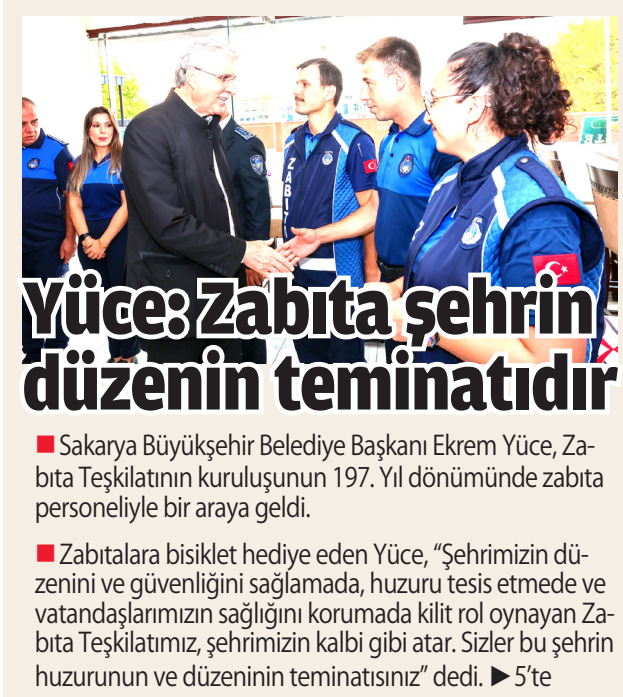 ZABIT
Yüce: Zabıta şehrin
düzenin teminatıdır
■ Sakarya Büyükşehir Belediye Başkanı Ekrem Yüce, Za-
bıta Teşkilatının kuruluşunun 197. Yıl dönümünde zabıta
personeliyle bir araya geldi.
■ Zabıtalara bisiklet hediye eden Yüce, “Şehrimizin dü-
zenini ve güvenliğini sağlamada, huzuru tesis etmede ve
vatandaşlarımızın sağlığını korumada kilit rol oynayan Za-
bıta Teşkilatımız, şehrimizin kalbi gibi atar. Sizler bu şehrin
huzurunun ve düzeninin teminatısınız” dedi. ►5’te